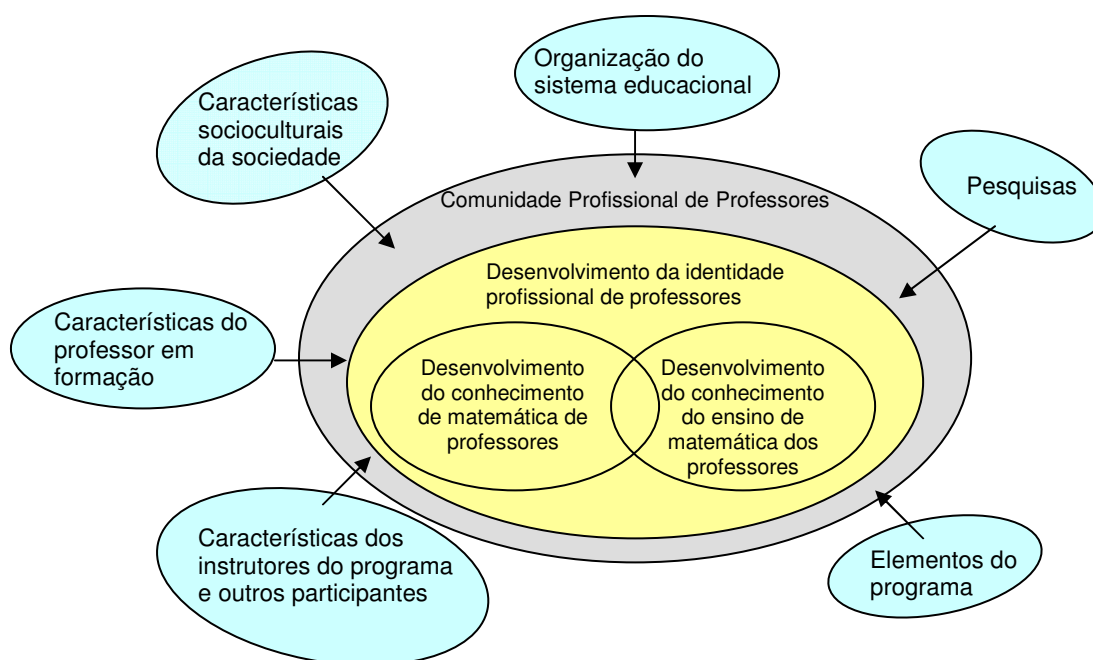 Organização do
sistema educacional
Características
socioculturais
da sociedade
Pesquisas
Comunidade Profissional de Professores
Desenvolvimento da identidade
profissional de professores
Características do
professor em
formação
Desenvolvimento
do conhecimento
de matemática de
professores
Desenvolvimento
do conhecimento
do ensino de
matemática dos
professores
Características dos
instrutores do programa
e outros participantes
Elementos do
programa